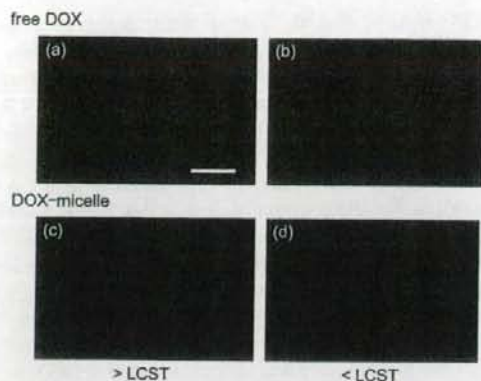 free DOX
(a)
(b)
DOX-micelle
(c)
(d)
> LCST
< LCST